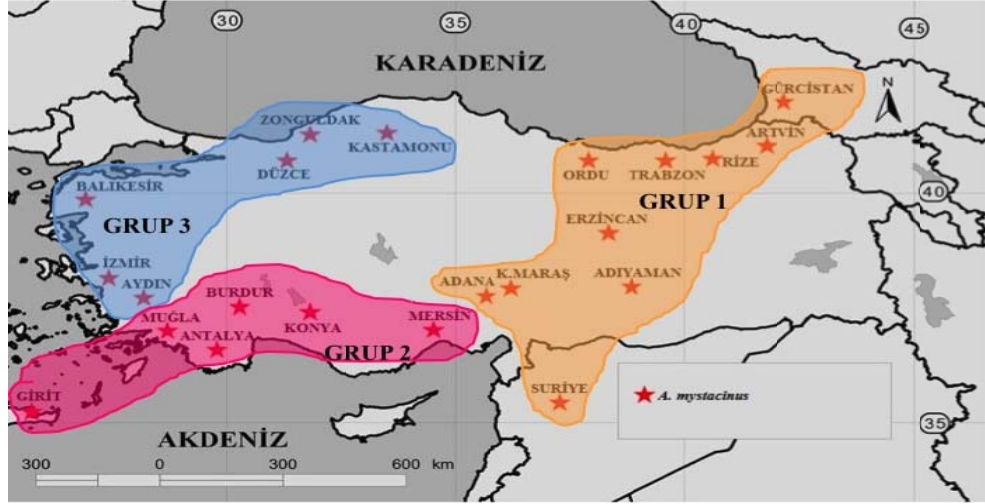 30
35
40
45
KARADENİZ
N
GÜRCİSTAN
ZONGULDAK
KASTAMONU
ARTVİN
DÜZCE
ORDU
TRABZON
RİZE
BALIKESİR
GRUP 1
40
GRUP 3
ERZİNCAN
İZMİR
AYDIN
ADANA
K.MARAŞ
ADIYAMAN
BURDUR
MUĞLA
ANTALYA
KONYA
MERSİN
GRUP 2
GİRİT
SURİYE
A. mystacinus
35
AKDENİZ
300 0 300 600 km